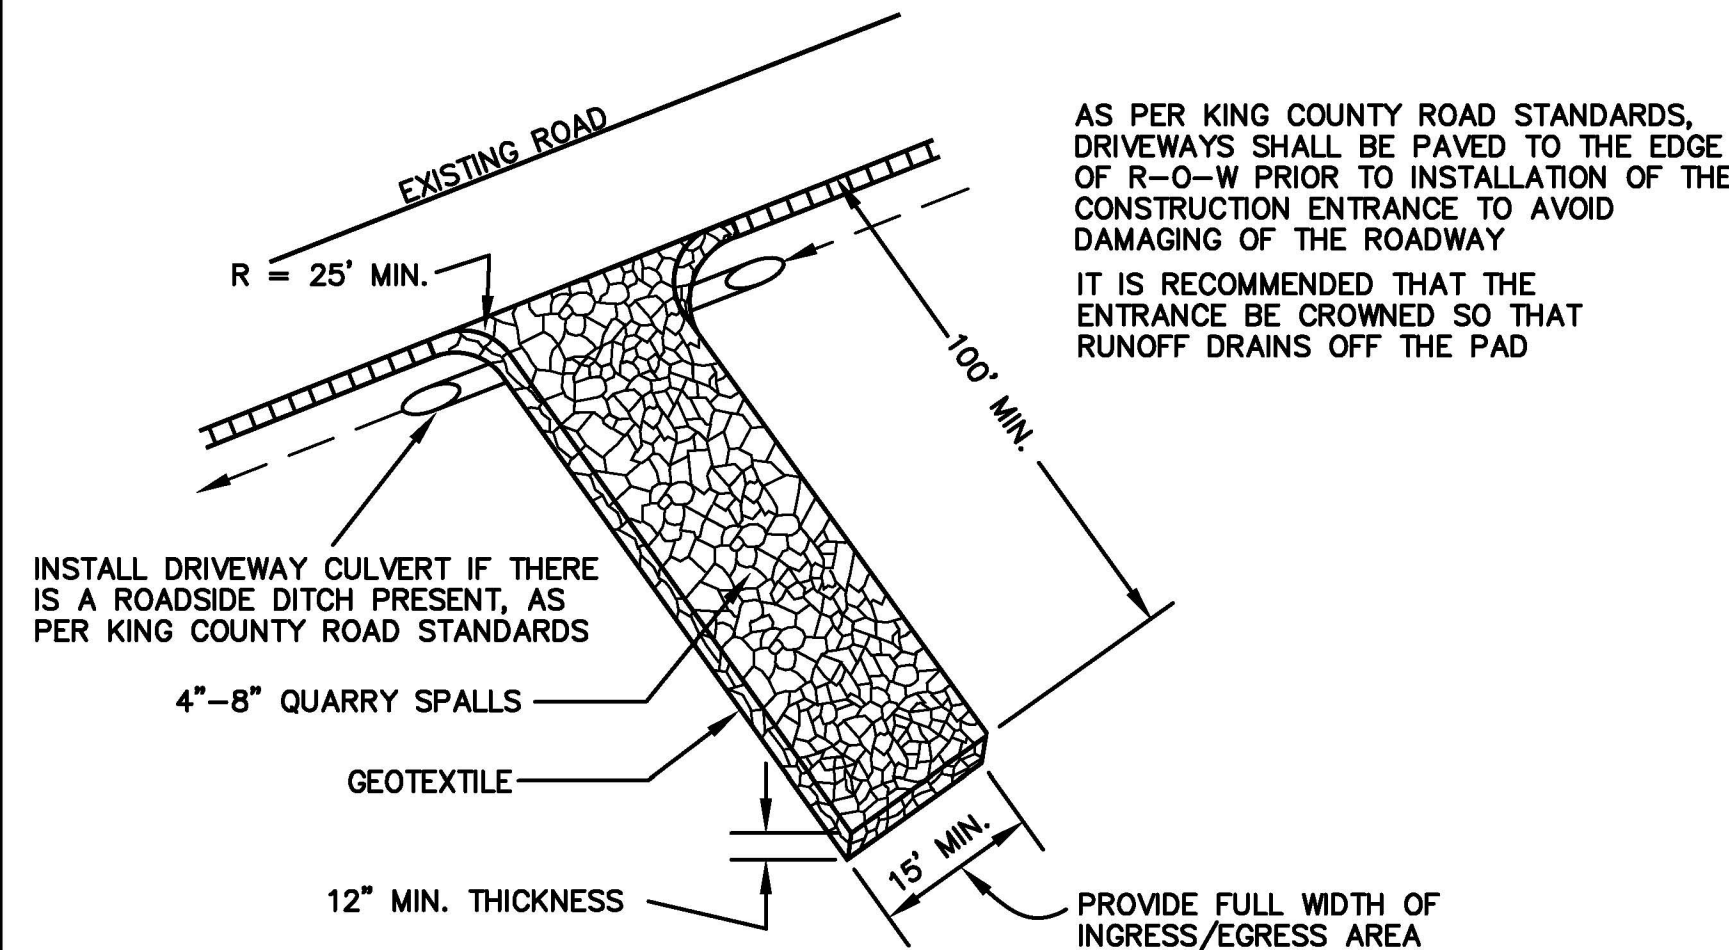 EXISTING ROAD
AS PER KING COUNTY ROAD STANDARDS,
DRIVEWAYS SHALL BE PAVED TO THE EDGE
OF R-O-W PRIOR TO INSTALLATION OF THE
CONSTRUCTION ENTRANCE TO AVOID
DAMAGING OF THE ROADWAY
IT IS RECOMMENDED THAT THE
ENTRANCE BE CROWNED SO THAT
RUNOFF DRAINS OFF THE PAD
R = 25' MIN.
100' MIN.
INSTALL DRIVEWAY CULVERT IF THERE
IS A ROADSIDE DITCH PRESENT, AS
PER KING COUNTY ROAD STANDARDS
4"-8" QUARRY SPALLS
GEOTEXTILE
12" MIN. THICKNESS
15' MIN.
PROVIDE FULL WIDTH OF
INGRESS/EGRESS AREA